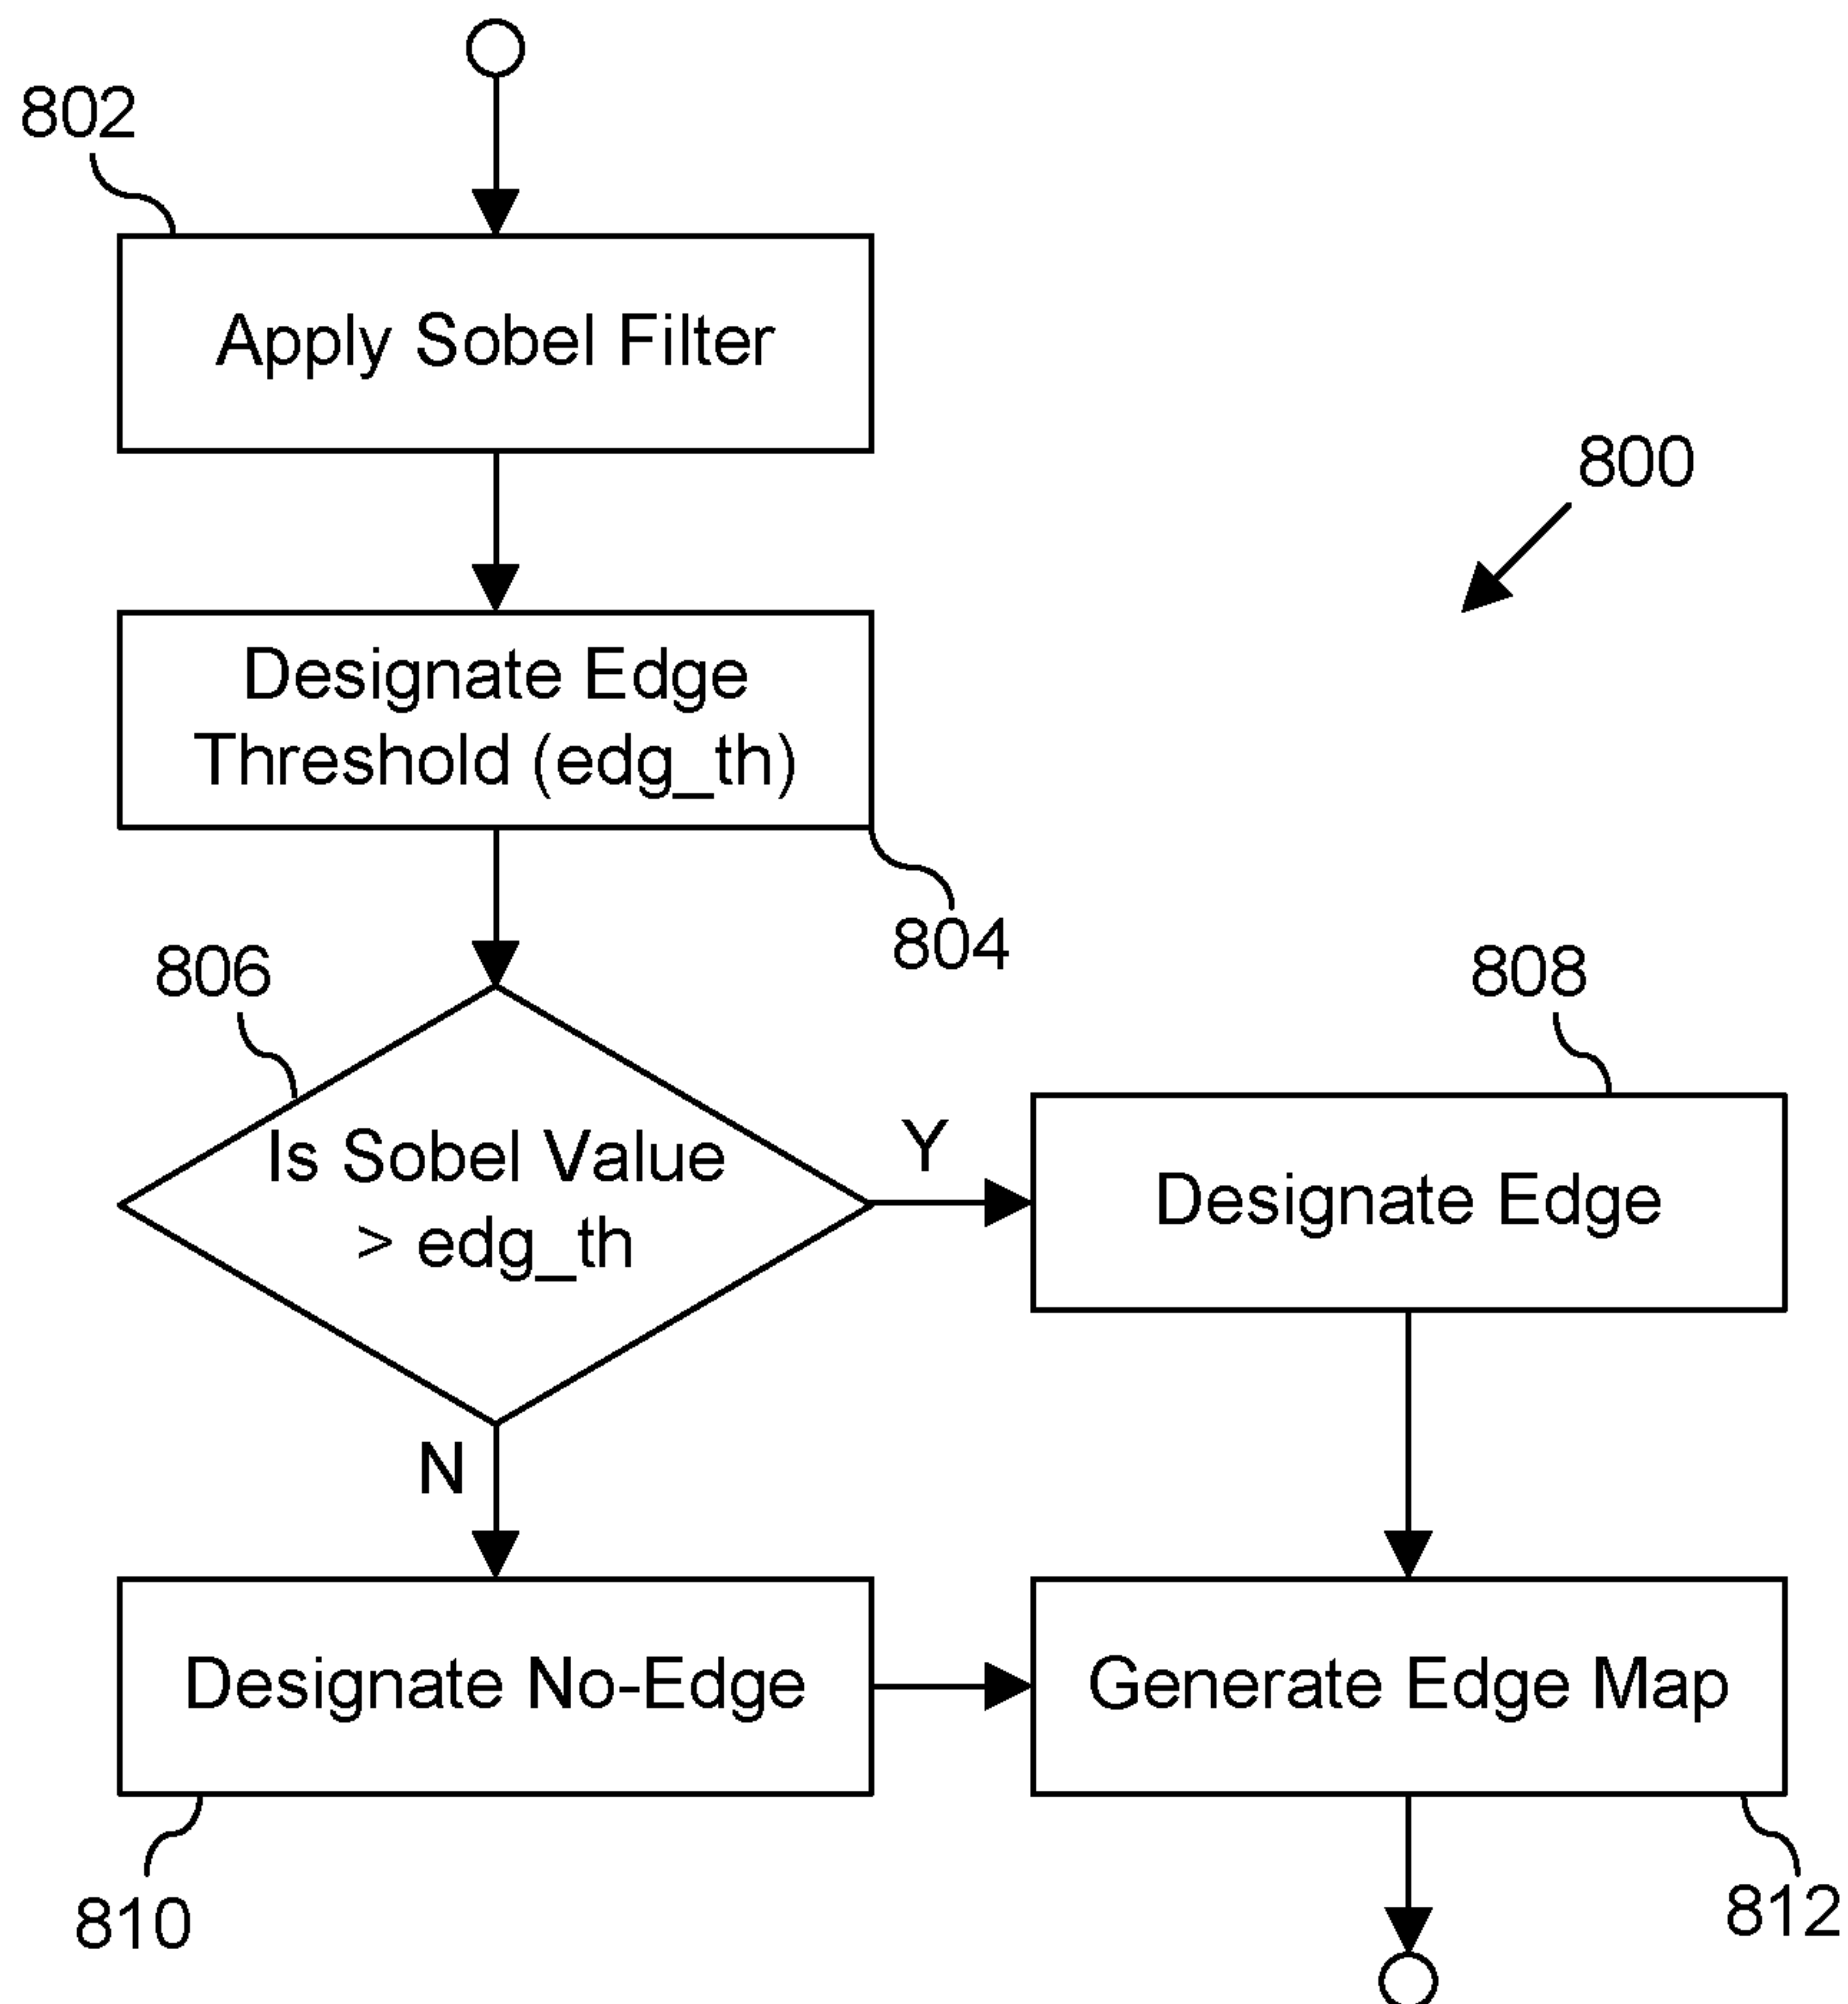 802
Apply Sobel Filter
800
Designate Edge
Threshold (edg_th)
804
806
808
Is Sobel Value
> edg_th
Y
Designate Edge
N
Designate No-Edge
Generate Edge Map
810
812